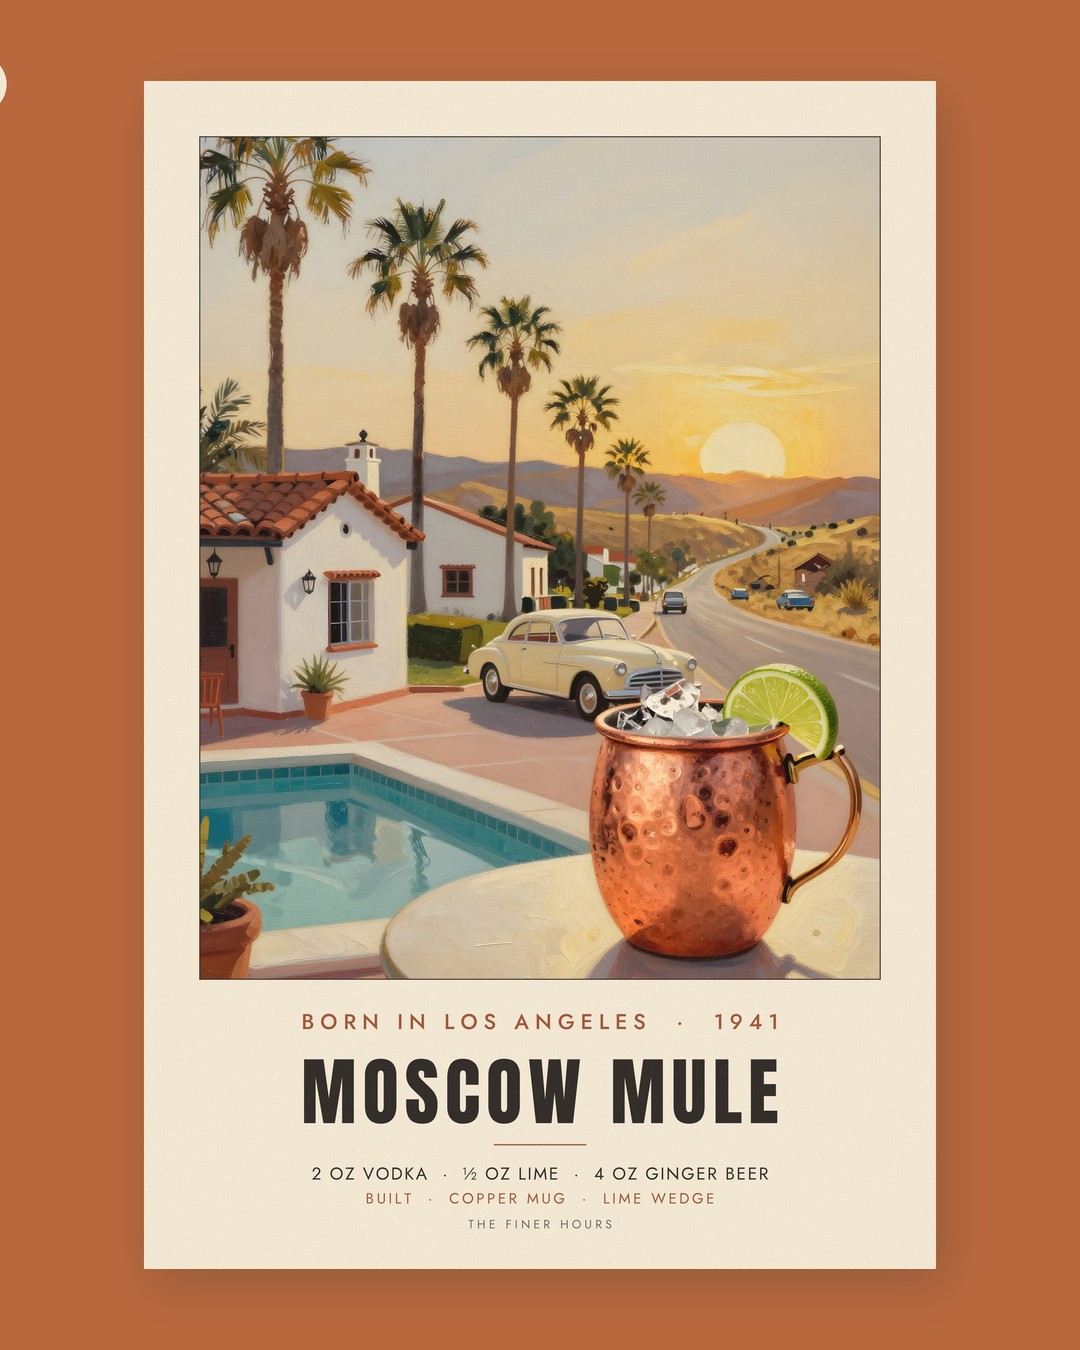 BORN IN LOS ANGELES · 1941
MOSCOW MULE
2 OZ VODKA · ½ OZ LIME · 4 OZ GINGER BEER
BUILT · COPPER MUG · LIME WEDGE
THE FINER HOURS